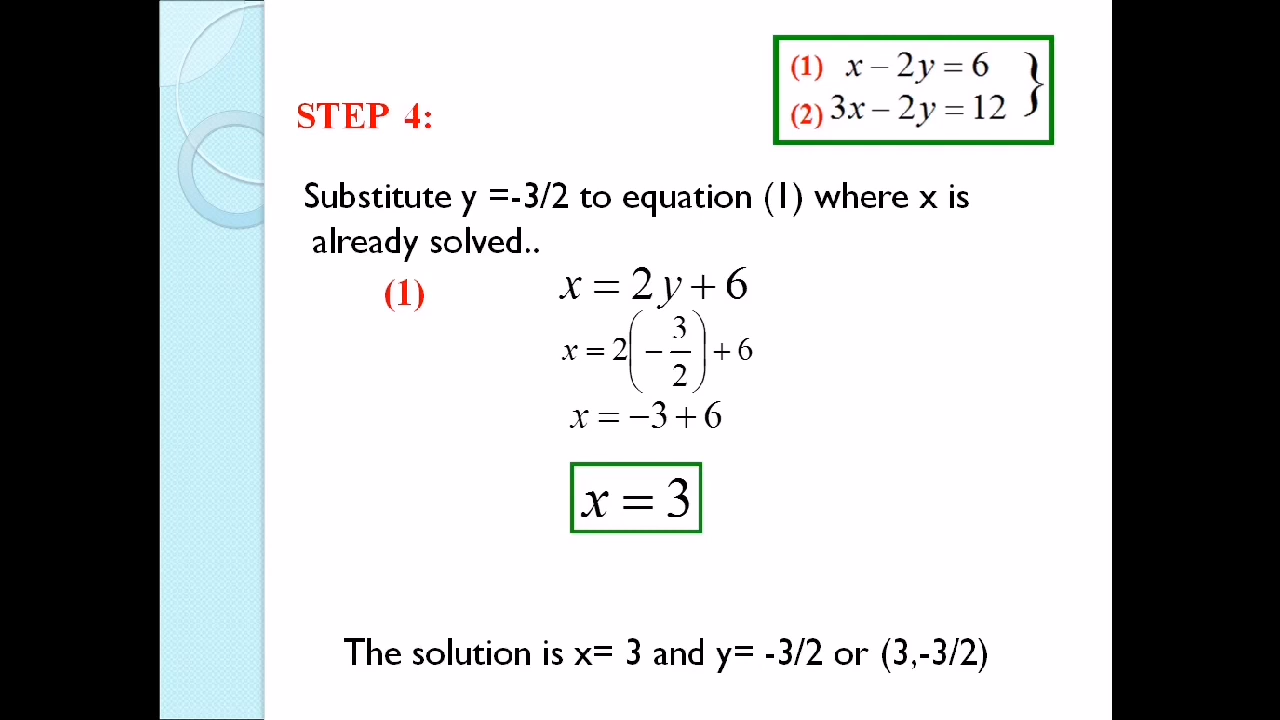 (1) x − 2y = 6
(2) 3x − 2y = 12 }
STEP 4:
Substitute y =-3/2 to equation (1) where x is
already solved..
(1) x = 2y + 6
x = 2(−3/2) + 6
x = −3 + 6
x = 3
The solution is x= 3 and y= -3/2 or (3,-3/2)